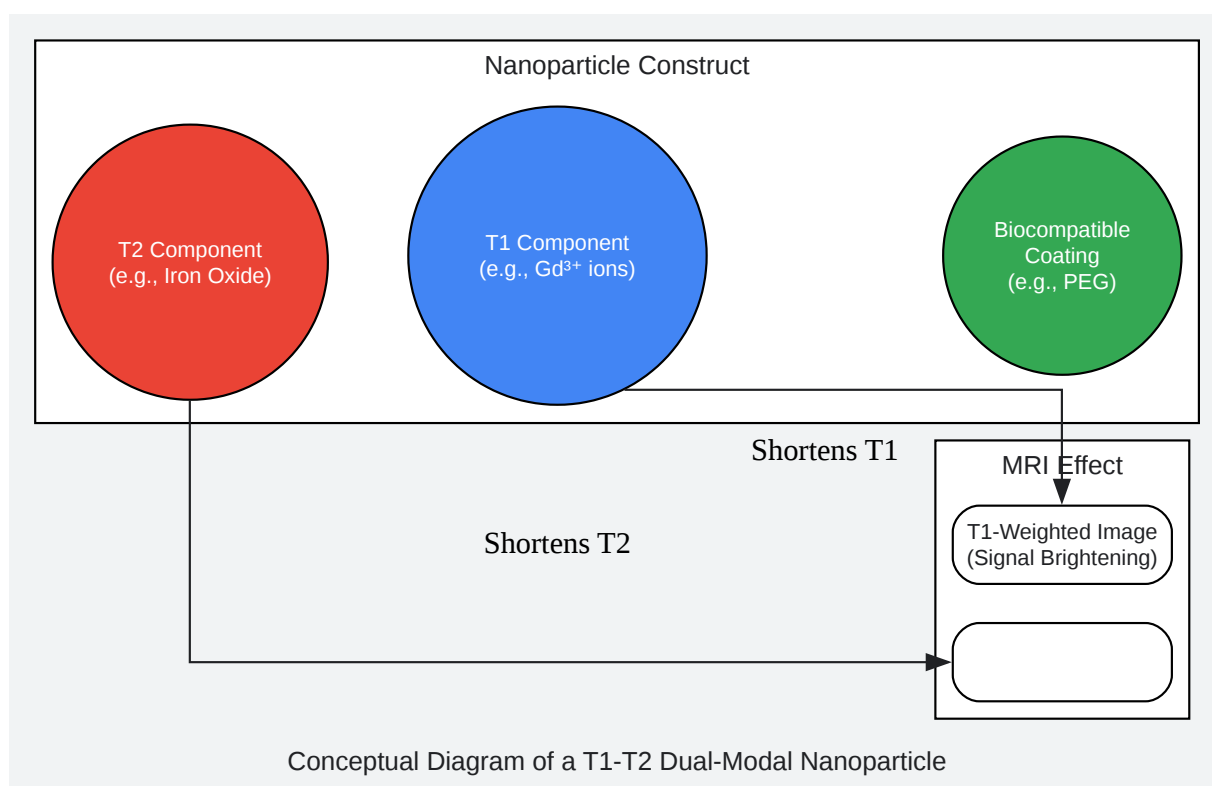 Nanoparticle Construct
T2 Component
(e.g., Iron Oxide)
T1 Component
(e.g., Gd³⁺ ions)
Biocompatible
Coating
(e.g., PEG)
Shortens T1
MRI Effect
T1-Weighted Image
(Signal Brightening)
Shortens T2
Conceptual Diagram of a T1-T2 Dual-Modal Nanoparticle